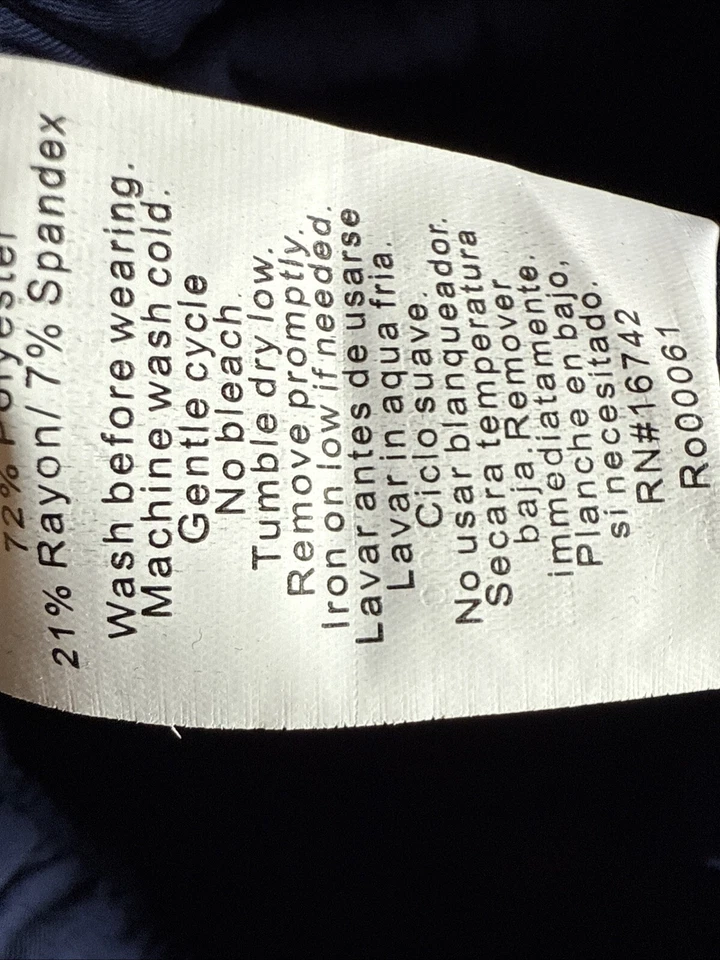 72% Polyester
21% Rayon/ 7% Spandex
Wash before wearing.
Machine wash cold.
Gentle cycle
No bleach.
Tumble dry low.
Remove promptly.
Iron on low if needed.
Lavar antes de usarse
Lavar in aqua fria.
Ciclo suave.
No usar blanqueador.
Secara temperatura
baja. Remover
immediatamente.
Planche en bajo,
si necesitado.
RN#16742
Ro00061